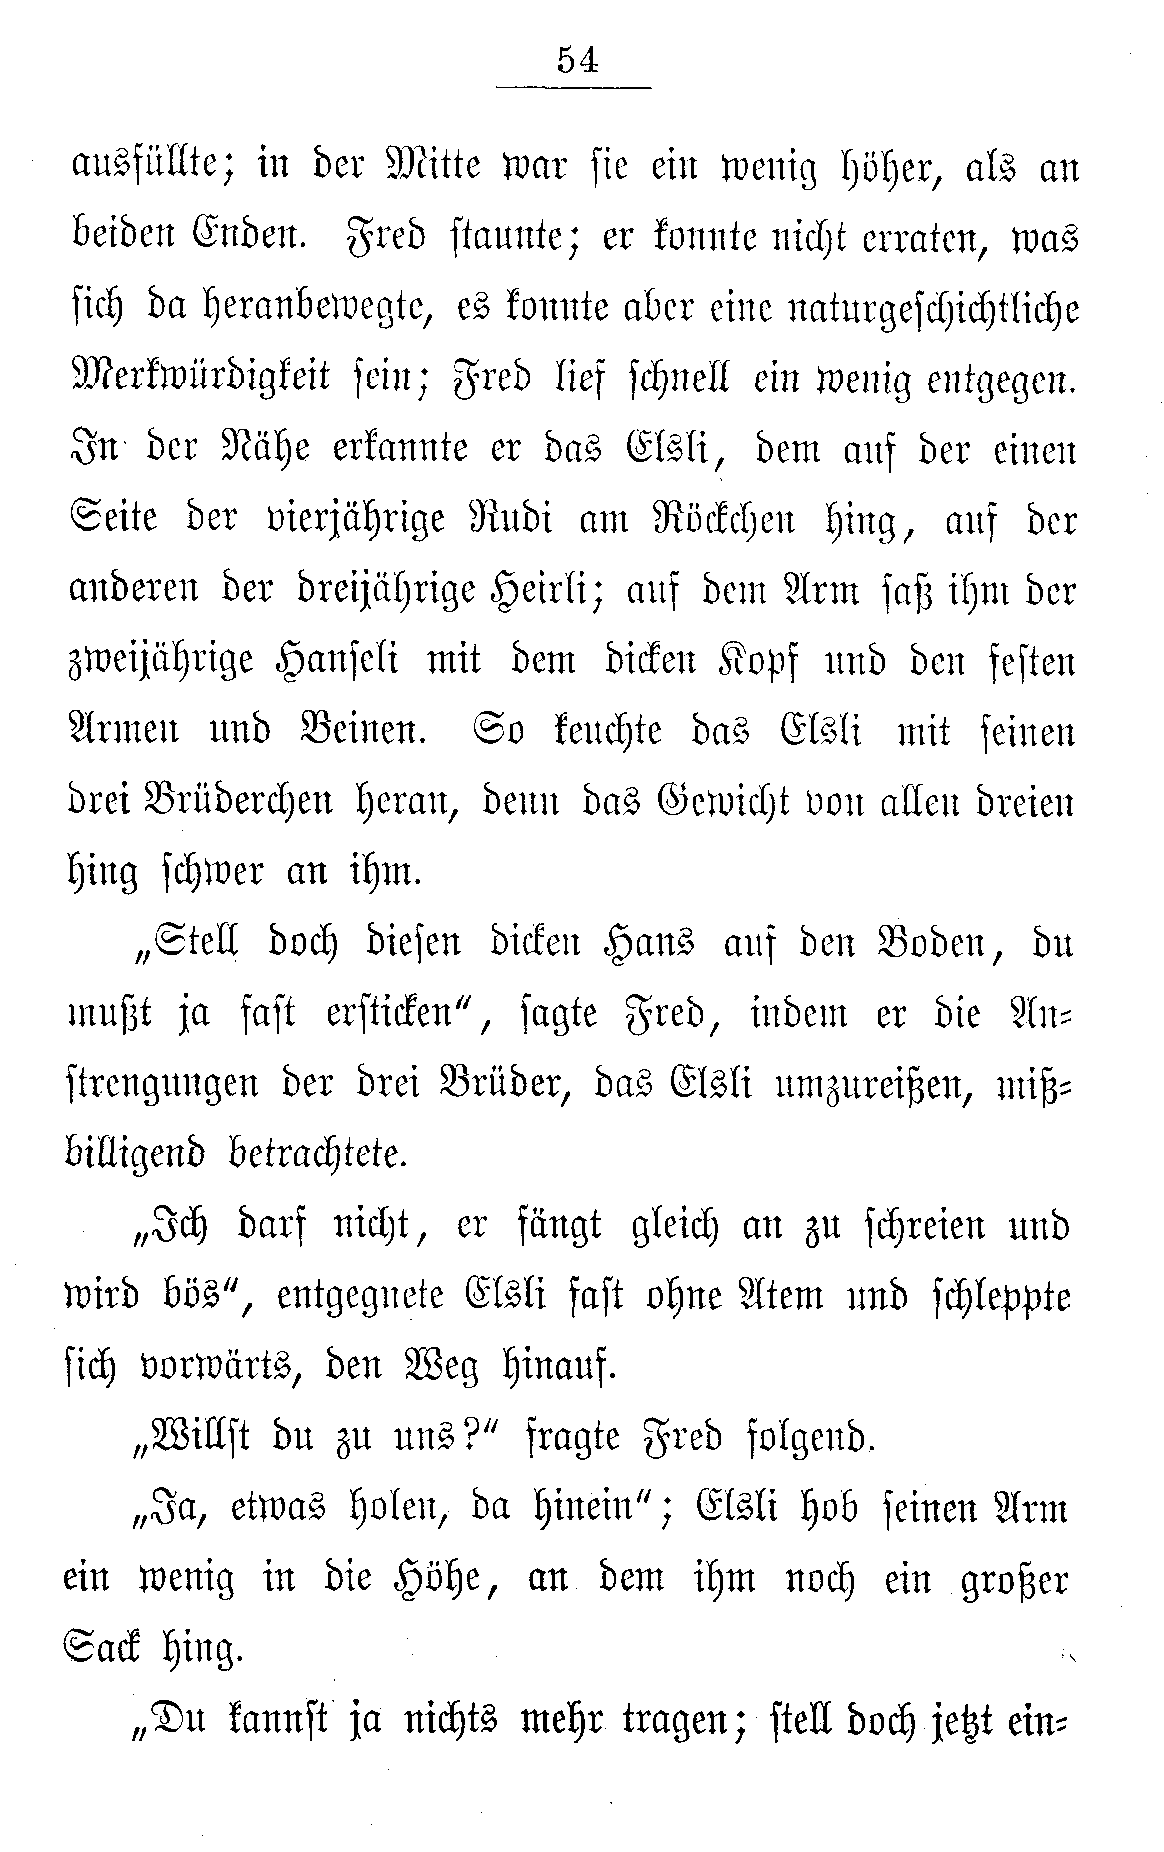 54
ausfüllte; in der Mitte war sie ein wenig höher, als an
beiden Enden. Fred staunte; er konnte nicht erraten, was
sich da heranbewegte, es konnte aber eine naturgeschichtliche
Merkwürdigkeit sein; Fred lief schnell ein wenig entgegen.
In der Nähe erkannte er das Elsli, dem auf der einen
Seite der vierjährige Rudi am Röckchen hing, auf der
anderen der dreijährige Heirli; auf dem Arm saß ihm der
zweijährige Hanseli mit dem dicken Kopf und den festen
Armen und Beinen. So keuchte das Elsli mit seinen
drei Brüderchen heran, denn das Gewicht von allen dreien
hing schwer an ihm.
„Stell doch diesen dicken Hans auf den Boden, du
mußt ja fast ersticken“, sagte Fred, indem er die An-
strengungen der drei Brüder, das Elsli umzureißen, miß-
billigend betrachtete.
„Ich darf nicht, er fängt gleich an zu schreien und
wird bös“, entgegnete Elsli fast ohne Atem und schleppte
sich vorwärts, den Weg hinauf.
„Willst du zu uns?“ fragte Fred folgend.
„Ja, etwas holen, da hinein“; Elsli hob seinen Arm
ein wenig in die Höhe, an dem ihm noch ein großer
Sack hing.
„Du kannst ja nichts mehr tragen; stell doch jetzt ein-